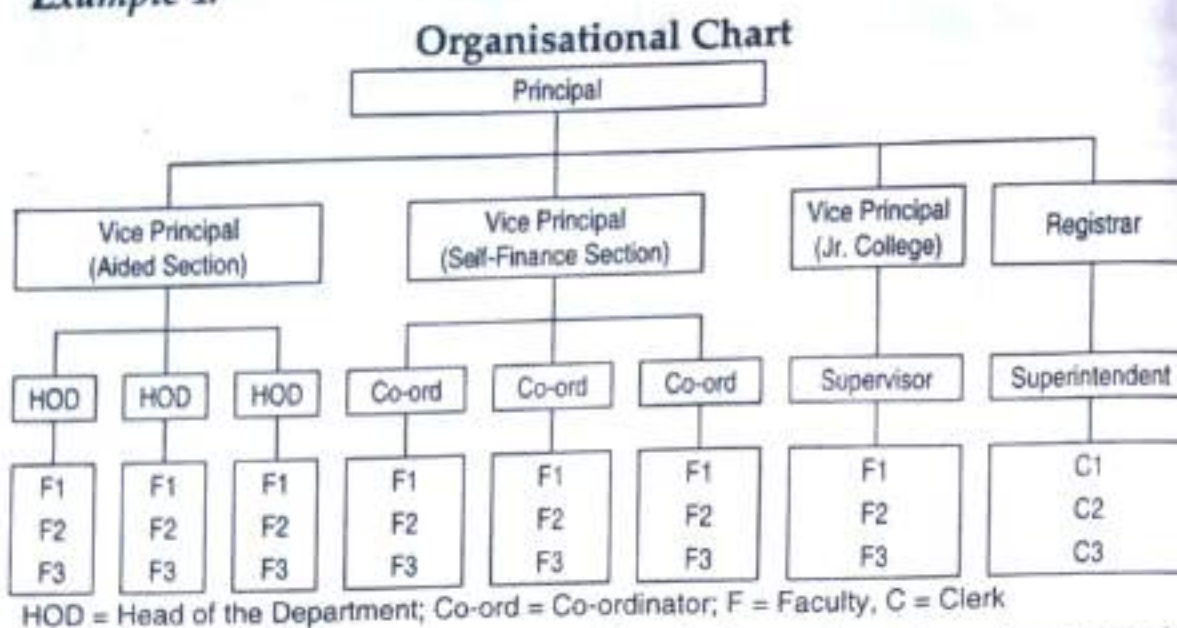 Example 1.
Organisational Chart
Principal
Vice Principal
(Aided Section)
Vice Principal
(Self-Finance Section)
Vice Principal
(Jr. College)
Registrar
HOD
HOD
HOD
Co-ord
Co-ord
Co-ord
Supervisor
Superintendent
F1
F2
F3
F1
F2
F3
F1
F2
F3
F1
F2
F3
F1
F2
F3
F1
F2
F3
F1
F2
F3
C1
C2
C3
HOD = Head of the Department; Co-ord = Co-ordinator; F = Faculty, C = Clerk